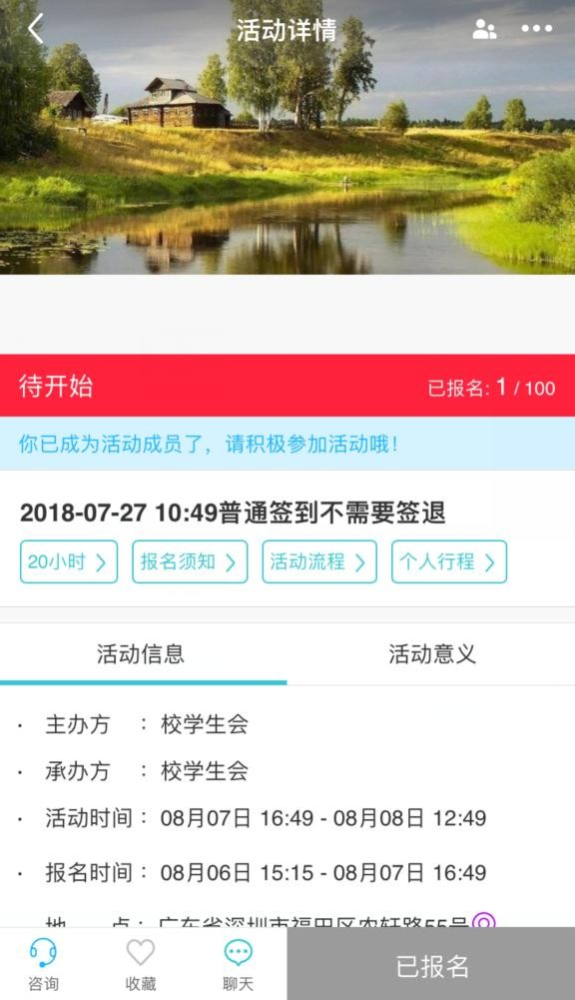 活动详情
待开始
已报名: 1 / 100
你已成为活动成员了，请积极参加活动哦！
2018-07-27 10:49普通签到不需要签退
20小时 报名须知 活动流程 个人行程
活动信息 活动意义
· 主办方 ： 校学生会
· 承办方 ： 校学生会
· 活动时间： 08月07日 16:49 - 08月08日 12:49
· 报名时间： 08月06日 15:15 - 08月07日 16:49
地 点： 广东省深圳市福田区农轩路55号
咨询 收藏 聊天 已报名